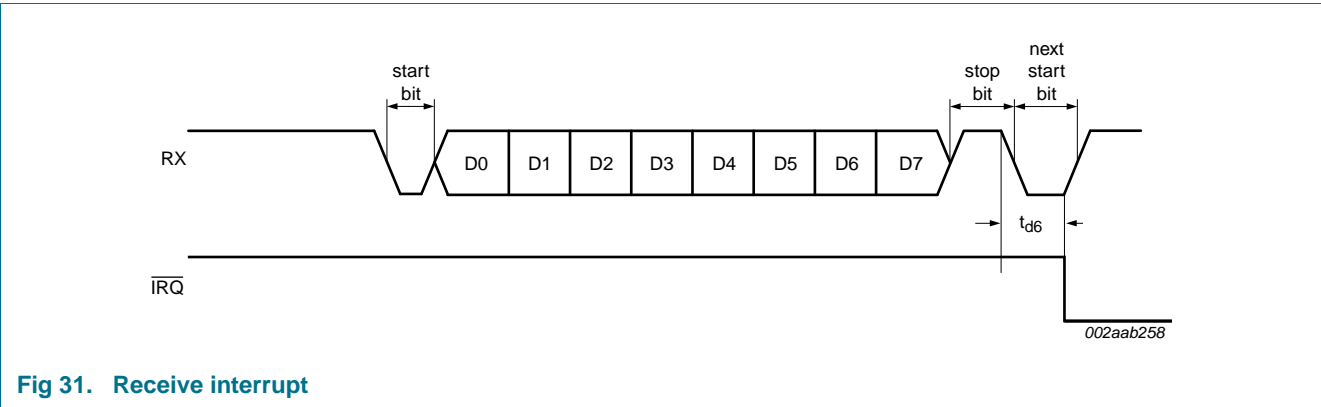 next
start
bit
start
bit
stop
bit
RX
D0 D1 D2 D3 D4 D5 D6 D7
td6
IRQ
002aab258
Fig 31. Receive interrupt